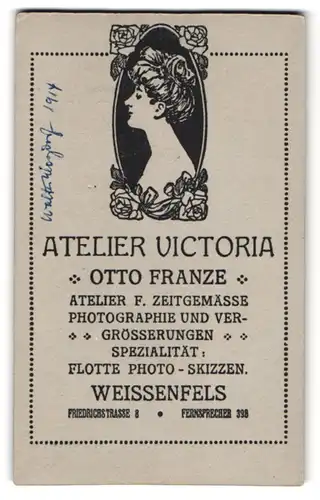 1914
ATELIER VICTORIA
OTTO FRANZE
ATELIER F. ZEITGEMÄSSE
PHOTOGRAPHIE UND VER-
GRÖSSERUNGEN
SPEZIALITÄT:
FLOTTE PHOTO-SKIZZEN.
WEISSENFELS
FRIEDRICHSTRASSE 8 • FERNSPRECHER 398